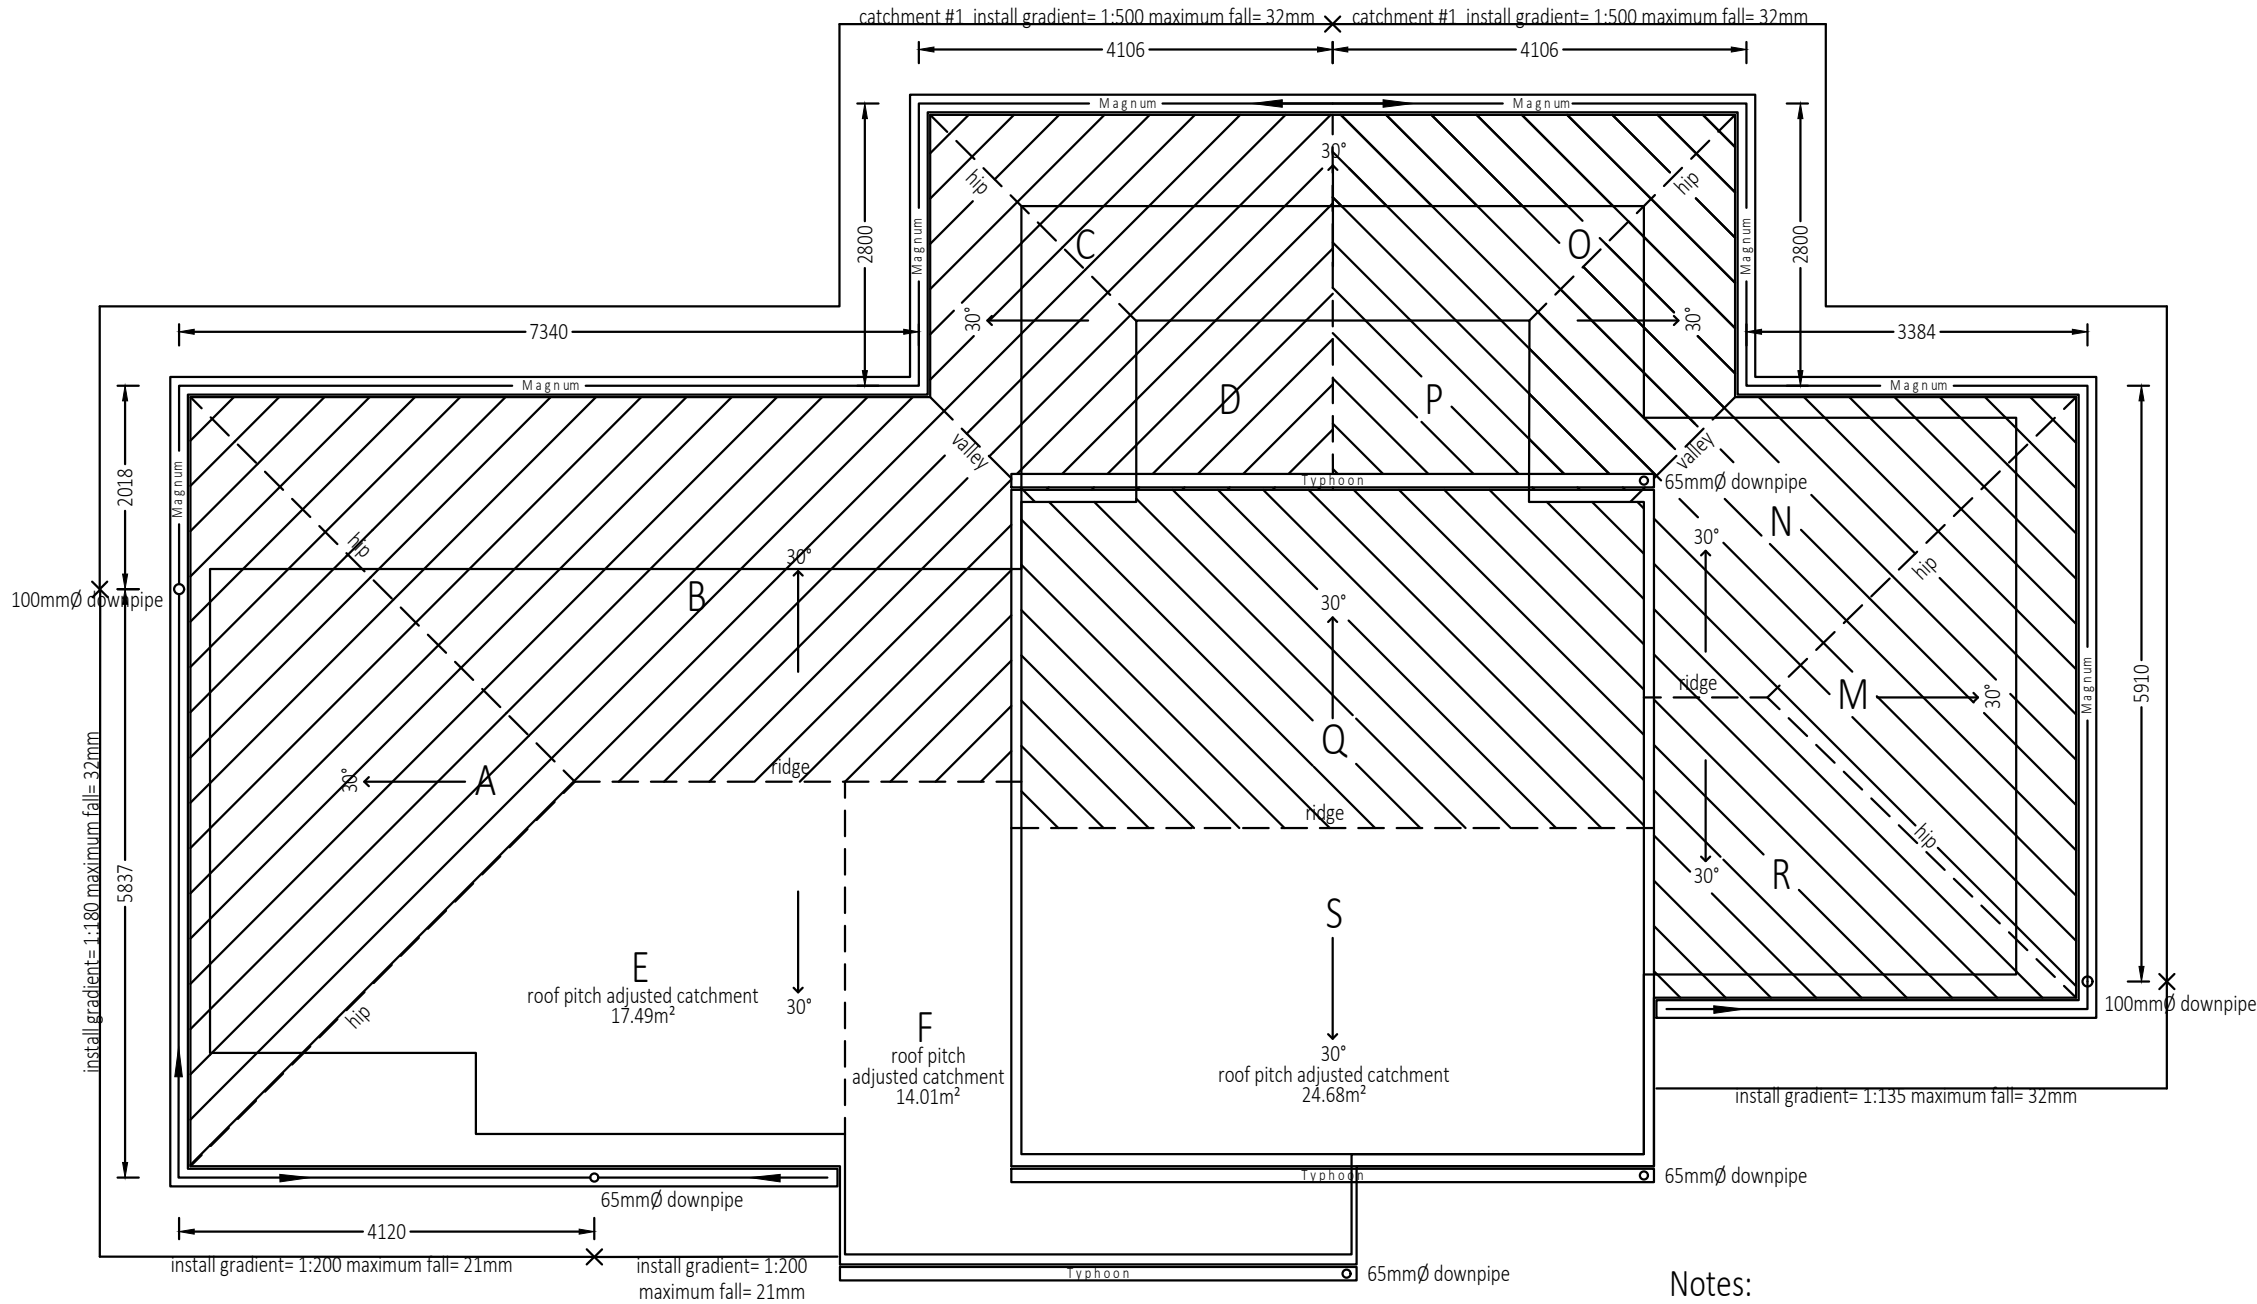 catchment #1 install gradient= 1:500 maximum fall= 32mm
catchment #1 install gradient= 1:500 maximum fall= 32mm
4106
4106
Magnum
Magnum
30°
hip
hip
2800
Magnum
Magnum
2800
C
O
30°
30°
7340
3384
Magnum
Magnum
D
P
valley
valley
2018
Magnum
Typhoon
65mmØ downpipe
N
30°
hip
30°
hip
B
30°
100mmØ downpipe
ridge
M
30°
Magnum
5910
Q
A
30°
ridge
ridge
install gradient= 1:180 maximum fall= 32mm
5837
hip
R
30°
S
E
roof pitch adjusted catchment
17.49m²
30°
hip
F
roof pitch
adjusted catchment
14.01m²
30°
roof pitch adjusted catchment
24.68m²
100mmØ downpipe
install gradient= 1:135 maximum fall= 32mm
Typhoon
65mmØ downpipe
65mmØ downpipe
4120
install gradient= 1:200 maximum fall= 21mm
install gradient= 1:200
maximum fall= 21mm
Typhoon
65mmØ downpipe
Notes: